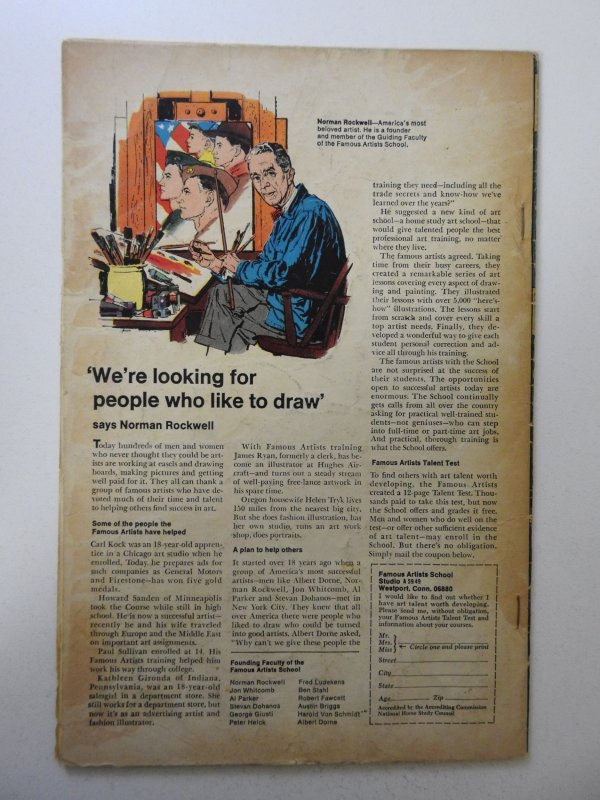 Norman Rockwell—America's most
beloved artist. He is a founder
and member of the Guiding Faculty
of the Famous Artists School.
'We're looking for
people who like to draw'
says Norman Rockwell
Today hundreds of men and women
who never thought they could be art-
ists are working at easels and drawing
boards, making pictures and getting
well paid for it. They all can thank a
group of famous artists who have de-
voted much of their time and talent
to helping others find success in art.
Some of the people the
Famous Artists have helped
Carl Kock was an 18-year-old appren-
tice in a Chicago art studio when he
enrolled. Today, he prepares ads for
such companies as General Motors
and Firestone—has won five gold
medals.
Howard Sanden of Minneapolis
took the Course while still in high
school. He is now a successful artist—
recently he and his wife traveled
through Europe and the Middle East
on important art assignments.
Paul Sullivan enrolled at 14. His
Famous Artists training helped him
work his way through college.
Kathleen Gironda of Indiana,
Pennsylvania, was an 18-year-old
salesgirl in a department store. She
still works for a department store, but
now it's as an advertising artist and
fashion illustrator.
With Famous Artists training
James Ryan, formerly a clerk, has be-
come an illustrator at Hughes Air-
craft—and turns out a steady stream
of well-paying free-lance artwork in
his spare time.
Oregon housewife Helen Tryk lives
150 miles from the nearest big city.
But she does fashion illustration, has
her own studio, runs an art work
shop, does portraits.
A plan to help others
It started over 18 years ago when a
group of America's most successful
artists—men like Albert Dorne, Nor-
man Rockwell, Jon Whitcomb, Al
Parker and Stevan Dohanos—met in
New York City. They knew that all
over America there were people who
liked to draw who could be turned
into good artists. Albert Dorne asked,
"Why can't we give these people the
Founding Faculty of the
Famous Artists School
Norman Rockwell
Jon Whitcomb
Al Parker
Stevan Dohanos
George Giusti
Peter Helck
Fred Ludekens
Ben Stahl
Robert Fawcett
Austin Briggs
Harold Von Schmidt
Albert Dorne
training they need—including all the
trade secrets and know-how we've
learned over the years?"
He suggested a new kind of art
school—a home study art school—that
would give talented people the best
professional art training, no matter
where they live.
The famous artists agreed. Taking
time from their busy careers, they
created a remarkable series of art
lessons covering every aspect of draw-
ing and painting. They illustrated
their lessons with over 5,000 "here's-
how" illustrations. The lessons start
from scratch and cover every skill a
top artist needs. Finally, they de-
veloped a wonderful way to give each
student personal correction and ad-
vice all through his training.
The famous artists with the School
are not surprised at the success of
their students. The opportunities
open to successful artists today are
enormous. The School continually
gets calls from all over the country
asking for practical well-trained stu-
dents—not geniuses—who can step
into full-time or part-time art jobs.
And practical, thorough training is
what the School offers.
Famous Artists Talent Test
To find others with art talent worth
developing, the Famous Artists
created a 12-page Talent Test. Thou-
sands paid to take this test, but now
the School offers and grades it free.
Men and women who do well on the
test—or offer other sufficient evidence
of art talent—may enroll in the
School. But there's no obligation.
Simply mail the coupon below.
Famous Artists School
Studio
Westport, Conn. 06880
I would like to find out whether I
have art talent worth developing.
Please send me, without obligation,
your Famous Artists Talent Test and
information about your courses.
Mr.
Mrs.
Miss
Circle one and please print
Street
City
State
Age Zip
Accredited by the Accrediting Commission
National Home Study Council